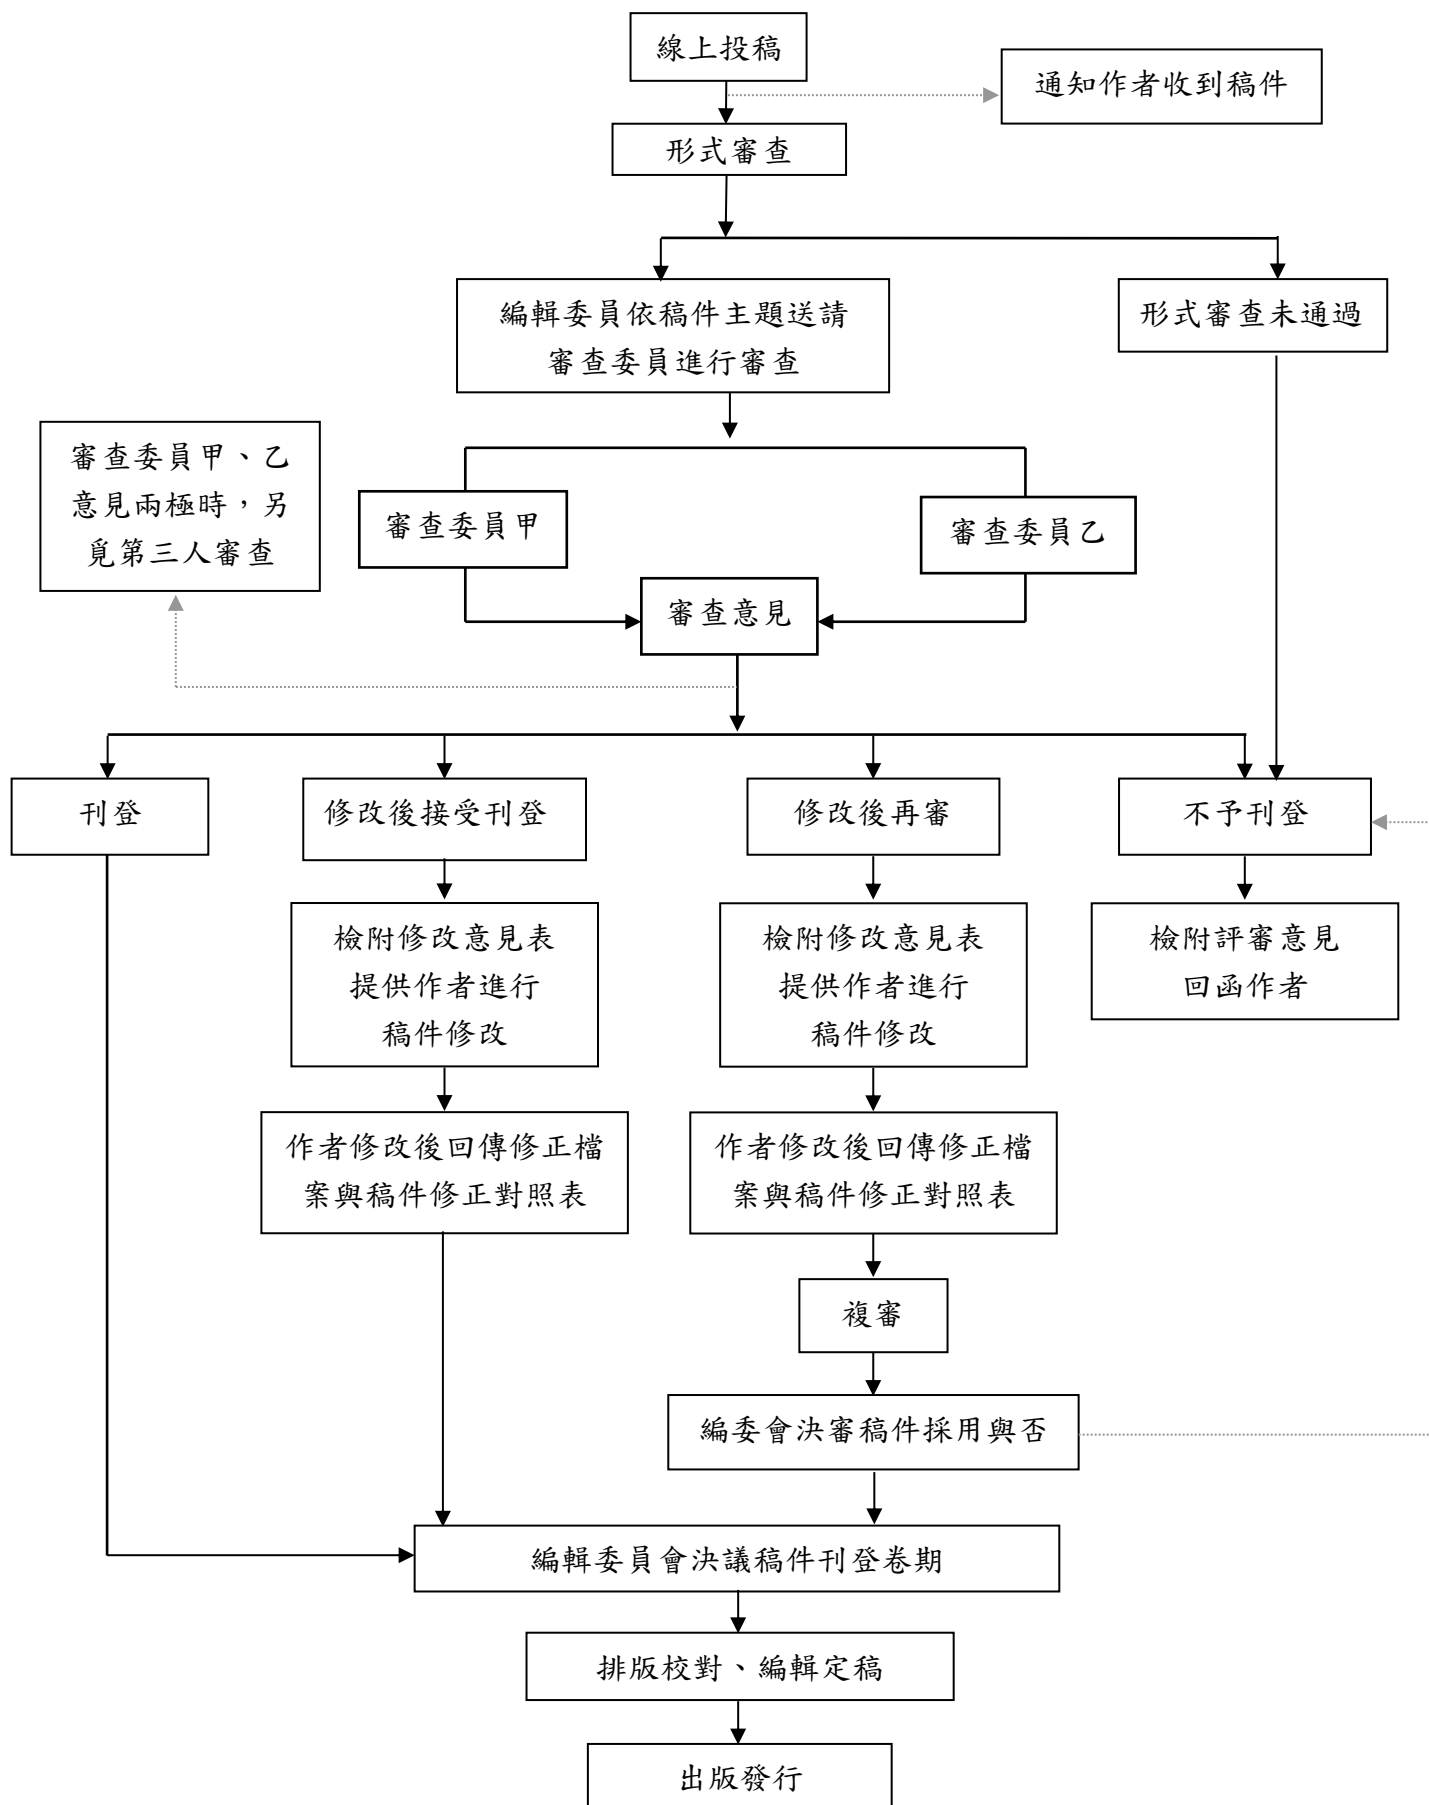 線上投稿
通知作者收到稿件
形式審查
編輯委員依稿件主題送請
審查委員進行審查
形式審查未通過
審查委員甲、乙
意見兩極時，另
覓第三人審查
審查委員甲
審查委員乙
審查意見
刊登
修改後接受刊登
修改後再審
不予刊登
檢附修改意見表
提供作者進行
稿件修改
檢附修改意見表
提供作者進行
稿件修改
檢附評審意見
回函作者
作者修改後回傳修正檔
案與稿件修正對照表
作者修改後回傳修正檔
案與稿件修正對照表
複審
編委會決審稿件採用與否
編輯委員會決議稿件刊登卷期
排版校對、編輯定稿
出版發行